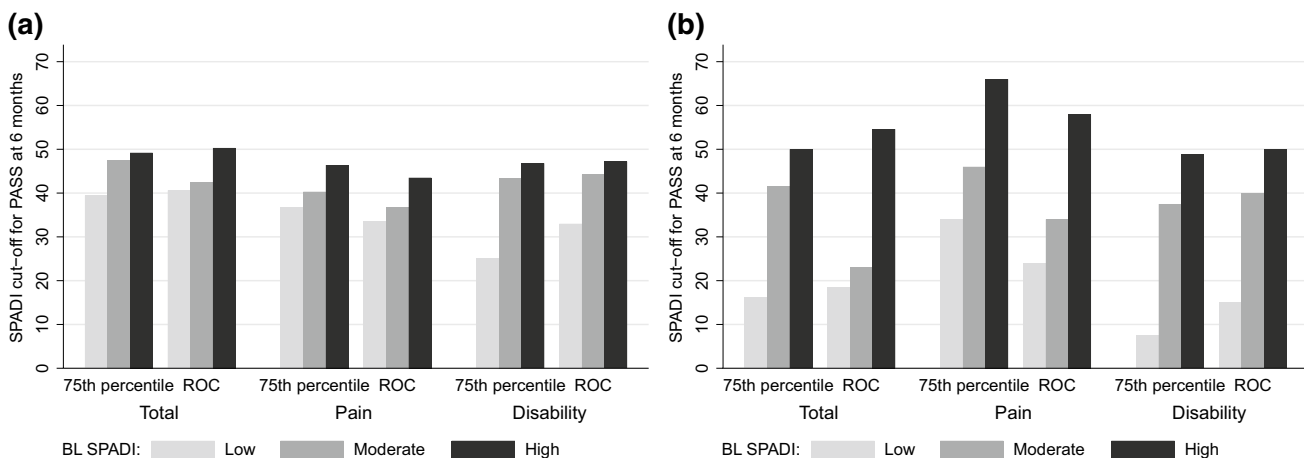 (a)
SPADI cut-off for PASS at 6 months
70
60
50
40
30
20
10
0
75th percentile ROC 75th percentile ROC 75th percentile ROC
Total Pain Disability
BL SPADI: Low Moderate High
(b)
SPADI cut-off for PASS at 6 months
70
60
50
40
30
20
10
0
75th percentile ROC 75th percentile ROC 75th percentile ROC
Total Pain Disability
BL SPADI: Low Moderate High